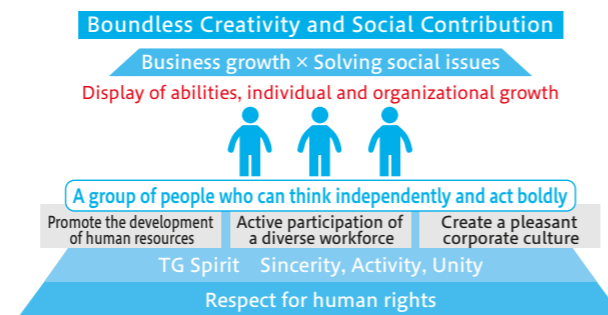 Boundless Creativity and Social Contribution
Business growth × Solving social issues
Display of abilities, individual and organizational growth
A group of people who can think independently and act boldly
Promote the development
of human resources
Active participation of
a diverse workforce
Create a pleasant
corporate culture
TG Spirit Sincerity, Activity, Unity
Respect for human rights